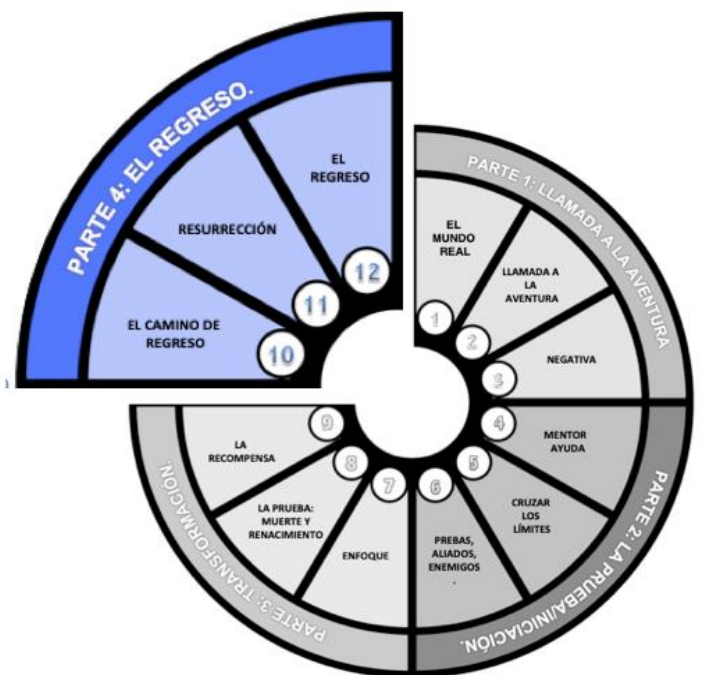 PARTE 4: EL REGRESO.
EL CAMINO DE
REGRESO
10
RESURRECCIÓN
11
EL
REGRESO
12
PARTE 1: LLAMADA A LA AVENTURA
EL
MUNDO
REAL
1
LLAMADA A
LA
AVENTURA
2
NEGATIVA
3
PARTE 2: LA PRUEBA/INICIACIÓN.
MENTOR
AYUDA
4
CRUZAR
LOS
LÍMITES
5
PREBAS,
ALIADOS,
ENEMIGOS
.
6
PARTE 3: TRANSFORMACIÓN.
ENFOQUE
7
LA PRUEBA:
MUERTE Y
RENACIMIENTO
8
LA
RECOMPENSA
9